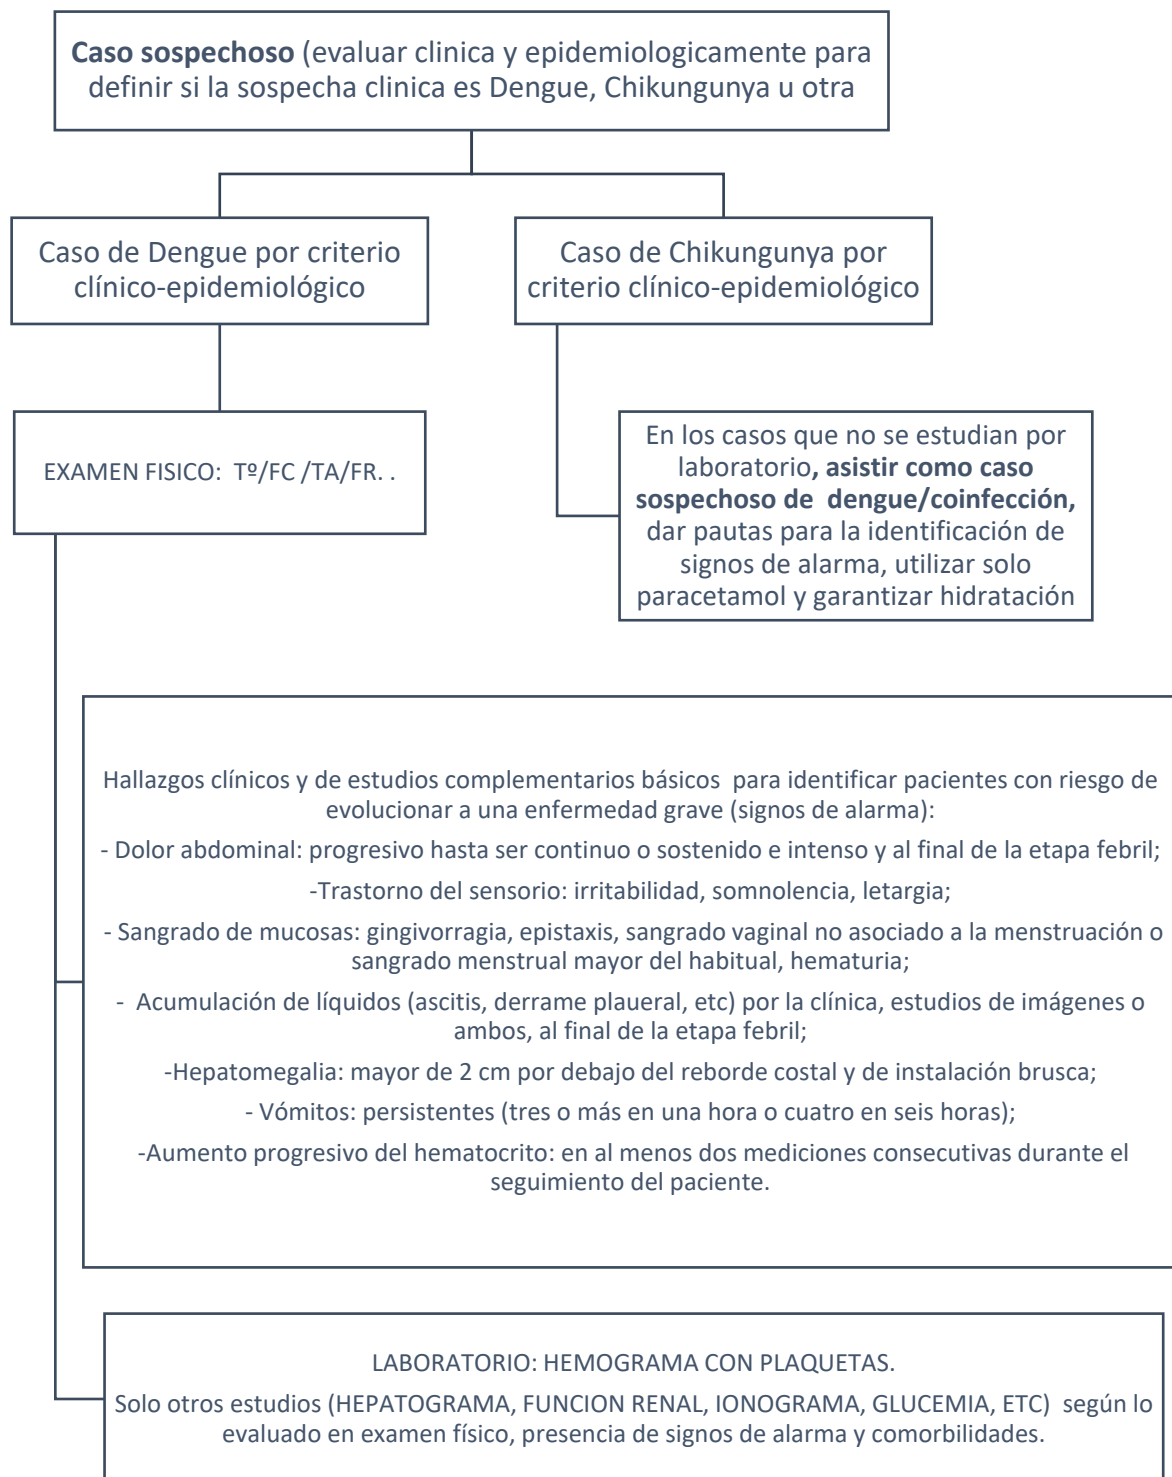 Caso sospechoso (evaluar clinica y epidemiologicamente para
definir si la sospecha clinica es Dengue, Chikungunya u otra
Caso de Dengue por criterio
clínico-epidemiológico
Caso de Chikungunya por
criterio clínico-epidemiológico
EXAMEN FISICO: Tº/FC /TA/FR. .
En los casos que no se estudian por
laboratorio, asistir como caso
sospechoso de dengue/coinfección,
dar pautas para la identificación de
signos de alarma, utilizar solo
paracetamol y garantizar hidratación
Hallazgos clínicos y de estudios complementarios básicos para identificar pacientes con riesgo de
evolucionar a una enfermedad grave (signos de alarma):
- Dolor abdominal: progresivo hasta ser continuo o sostenido e intenso y al final de la etapa febril;
-Trastorno del sensorio: irritabilidad, somnolencia, letargia;
- Sangrado de mucosas: gingivorragia, epistaxis, sangrado vaginal no asociado a la menstruación o
sangrado menstrual mayor del habitual, hematuria;
- Acumulación de líquidos (ascitis, derrame plaueral, etc) por la clínica, estudios de imágenes o
ambos, al final de la etapa febril;
-Hepatomegalia: mayor de 2 cm por debajo del reborde costal y de instalación brusca;
- Vómitos: persistentes (tres o más en una hora o cuatro en seis horas);
-Aumento progresivo del hematocrito: en al menos dos mediciones consecutivas durante el
seguimiento del paciente.
LABORATORIO: HEMOGRAMA CON PLAQUETAS.
Solo otros estudios (HEPATOGRAMA, FUNCION RENAL, IONOGRAMA, GLUCEMIA, ETC) según lo
evaluado en examen físico, presencia de signos de alarma y comorbilidades.